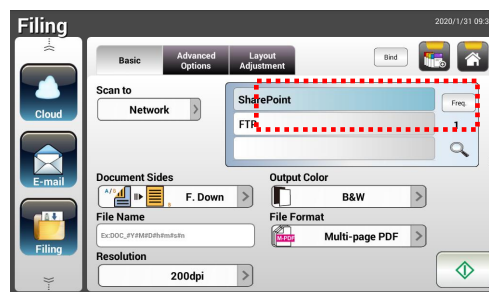 Filing
2020/1/31 09:3
Basic
Advanced
Options
Layout
Adjustment
Bind
Scan to
Network
SharePoint
Freq.
FTP
1
Cloud
Document Sides
Output Color
A/B
F. Down
B&W
E-mail
File Name
File Format
Ex:DOC_#Y#M#D#h#m#s#n
M-PDF
Multi-page PDF
Filing
Resolution
200dpi